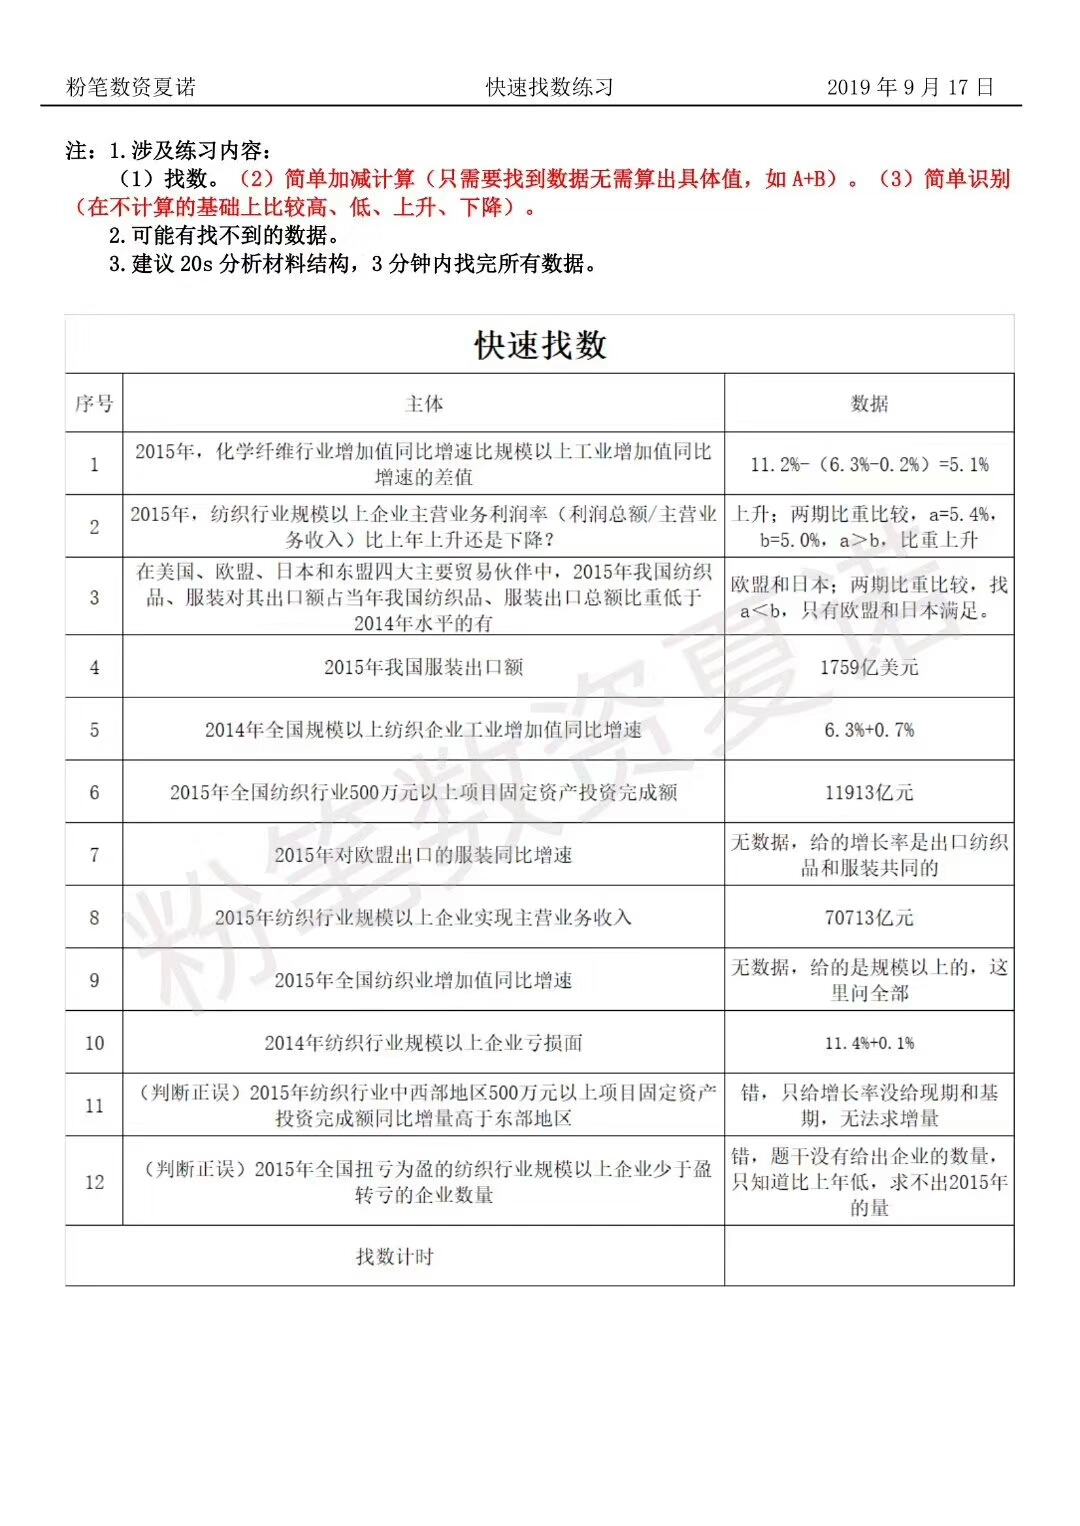 粉笔数资夏诺 快速找数练习 2019 年 9 月 17 日
注：1.涉及练习内容：
（1）找数。（2）简单加减计算（只需要找到数据无需算出具体值，如 A+B）。（3）简单识别
（在不计算的基础上比较高、低、上升、下降）。
2.可能有找不到的数据。
3.建议 20s 分析材料结构，3 分钟内找完所有数据。
快速找数
序号 主体 数据
1 2015年，化学纤维行业增加值同比增速比规模以上工业增加值同比
增速的差值
11.2%-（6.3%-0.2%）=5.1%
2 2015年，纺织行业规模以上企业主营业务利润率（利润总额/主营业
务收入）比上年上升还是下降？
上升；两期比重比较，a=5.4%，
b=5.0%，a＞b，比重上升
3 在美国、欧盟、日本和东盟四大主要贸易伙伴中，2015年我国纺织
品、服装对其出口额占当年我国纺织品、服装出口总额比重低于
2014年水平的有
欧盟和日本；两期比重比较，找
a＜b，只有欧盟和日本满足。
4 2015年我国服装出口额 1759亿美元
5 2014年全国规模以上纺织企业工业增加值同比增速 6.3%+0.7%
6 2015年全国纺织行业500万元以上项目固定资产投资完成额 11913亿元
7 2015年对欧盟出口的服装同比增速
无数据，给的增长率是出口纺织
品和服装共同的
8 2015年纺织行业规模以上企业实现主营业务收入 70713亿元
9 2015年全国纺织业增加值同比增速
无数据，给的是规模以上的，这
里问全部
10 2014年纺织行业规模以上企业亏损面 11.4%+0.1%
11 （判断正误）2015年纺织行业中西部地区500万元以上项目固定资产
投资完成额同比增量高于东部地区
错，只给增长率没给现期和基
期，无法求增量
12 （判断正误）2015年全国扭亏为盈的纺织行业规模以上企业少于盈
转亏的企业数量
错，题干没有给出企业的数量，
只知道比上年低，求不出2015年
的量
找数计时
粉笔数资夏诺